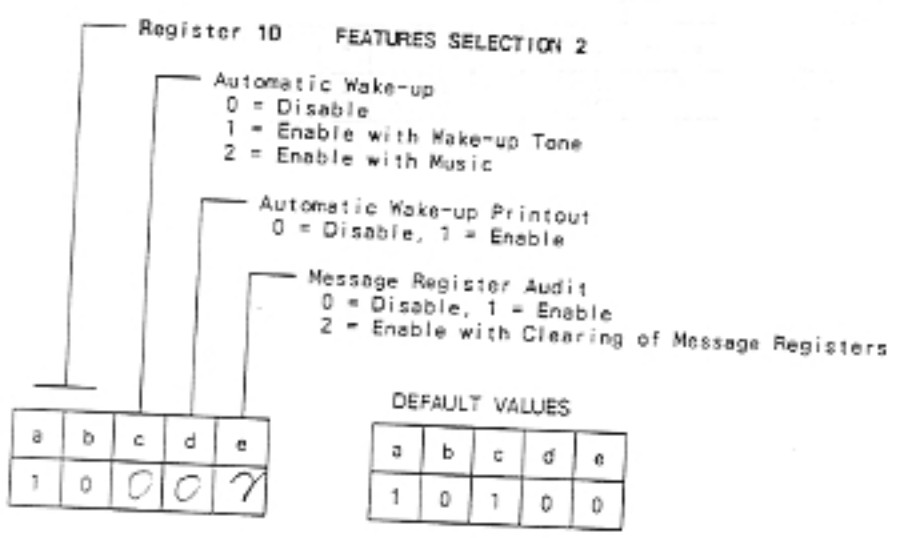 Register 10 FEATURES SELECTION 2
Automatic Wake-up
0 = Disable
1 = Enable with Wake-up Tone
2 = Enable with Music
Automatic Wake-up Printout
0 = Disable, 1 = Enable
Message Register Audit
0 = Disable, 1 = Enable
2 = Enable with Clearing of Message Registers
DEFAULT VALUES
a b c d e
1 0 0 0
a b c d e
1 0 1 0 0